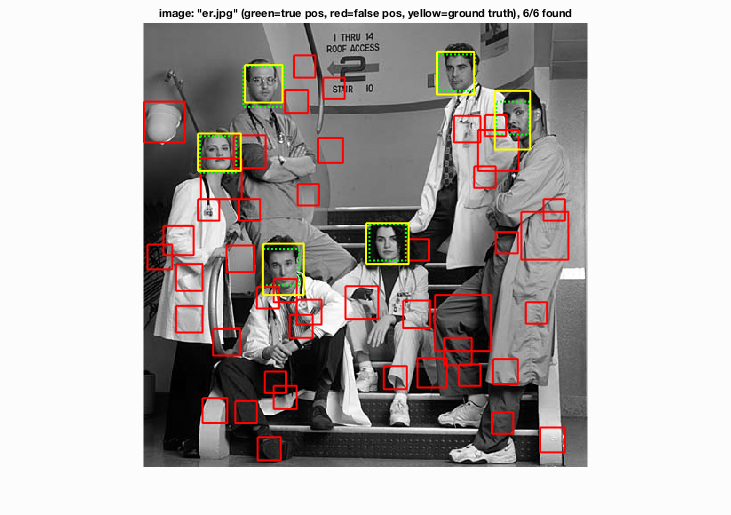 image: "er.jpg" (green=true pos, red=false pos, yellow=ground truth), 6/6 found
I THRU 14
ROOF ACCESS
2
STAIR 10